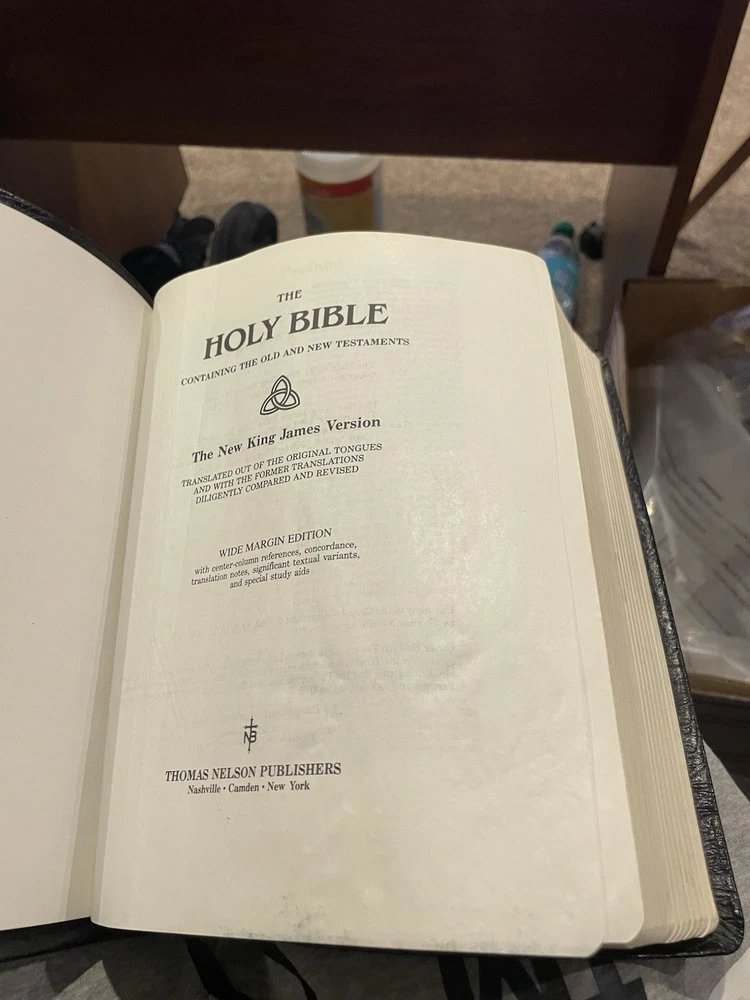 THE
HOLY BIBLE
CONTAINING THE OLD AND NEW TESTAMENTS
The New King James Version
TRANSLATED OUT OF THE ORIGINAL TONGUES
AND WITH THE FORMER TRANSLATIONS
DILIGENTLY COMPARED AND REVISED
WIDE MARGIN EDITION
with center-column references, concordance,
translation notes, significant textual variants,
and special study aids
NB
THOMAS NELSON PUBLISHERS
Nashville • Camden • New York